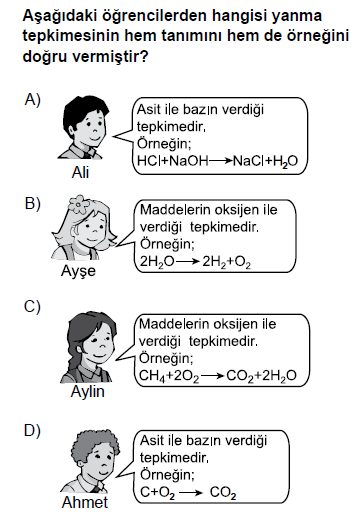 Aşağıdaki öğrencilerden hangisi yanma
tepkimesinin hem tanımını hem de örneğini
doğru vermiştir?
A)
Asit ile bazın verdiği
tepkimedir.
Örneğin;
HCl+NaOH→NaCl+H₂O
Ali
B)
Maddelerin oksijen ile
verdiği tepkimedir.
Örneğin;
2H₂O→2H₂+O₂
Ayşe
C)
Maddelerin oksijen ile
verdiği tepkimedir.
Örneğin;
CH₄+2O₂→CO₂+2H₂O
Aylin
D)
Asit ile bazın verdiği
tepkimedir.
Örneğin;
C+O₂→ CO₂
Ahmet